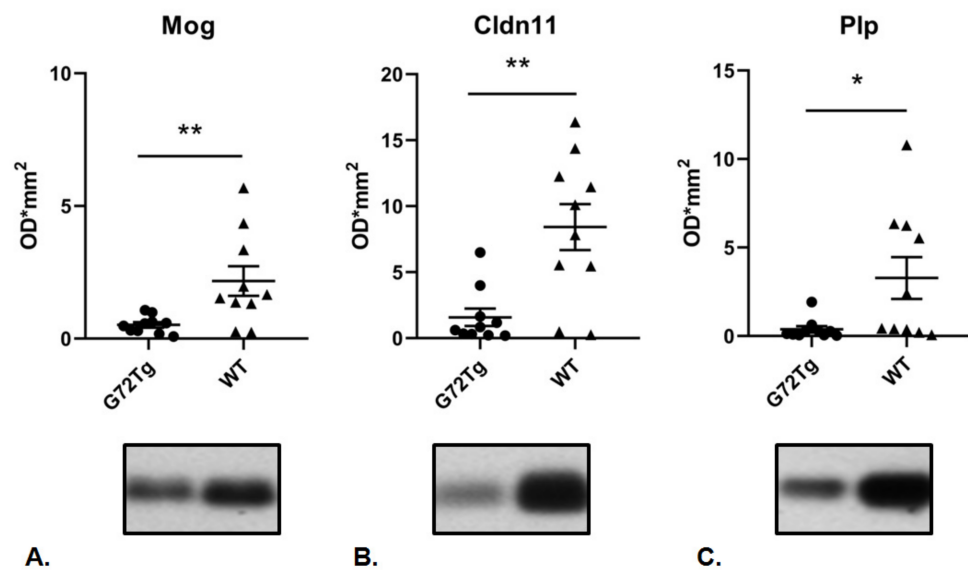 Mog
10
5
0
OD*mm²
**
G72Tg
WT
A.
Cldn11
20
15
10
5
0
OD*mm²
**
G72Tg
WT
B.
Plp
15
10
5
0
OD*mm²
*
G72Tg
WT
C.